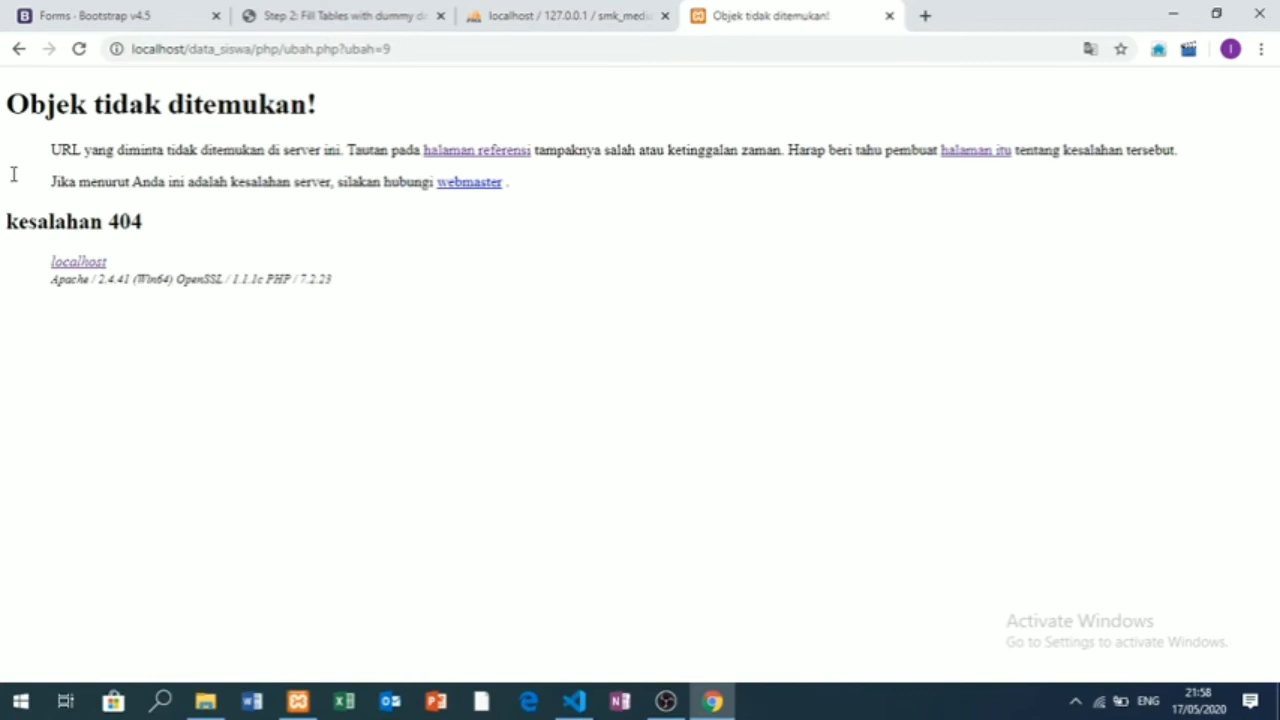 Forms · Bootstrap v4.5
Step 2: Fill Tables with dummy d
localhost / 127.0.0.1 / smk_medi
Objek tidak ditemukan!
localhost/data_siswa/php/ubah.php?ubah=9
I
Objek tidak ditemukan!
URL yang diminta tidak ditemukan di server ini. Tautan pada halaman referensi tampaknya salah atau ketinggalan zaman. Harap beri tahu pembuat halaman itu tentang kesalahan tersebut.
Jika menurut Anda ini adalah kesalahan server, silakan hubungi webmaster .
kesalahan 404
localhost
Apache / 2.4.41 (Win64) OpenSSL / 1.1.1c PHP / 7.2.23
Activate Windows
Go to Settings to activate Windows.
ENG
21:58
17/05/2020